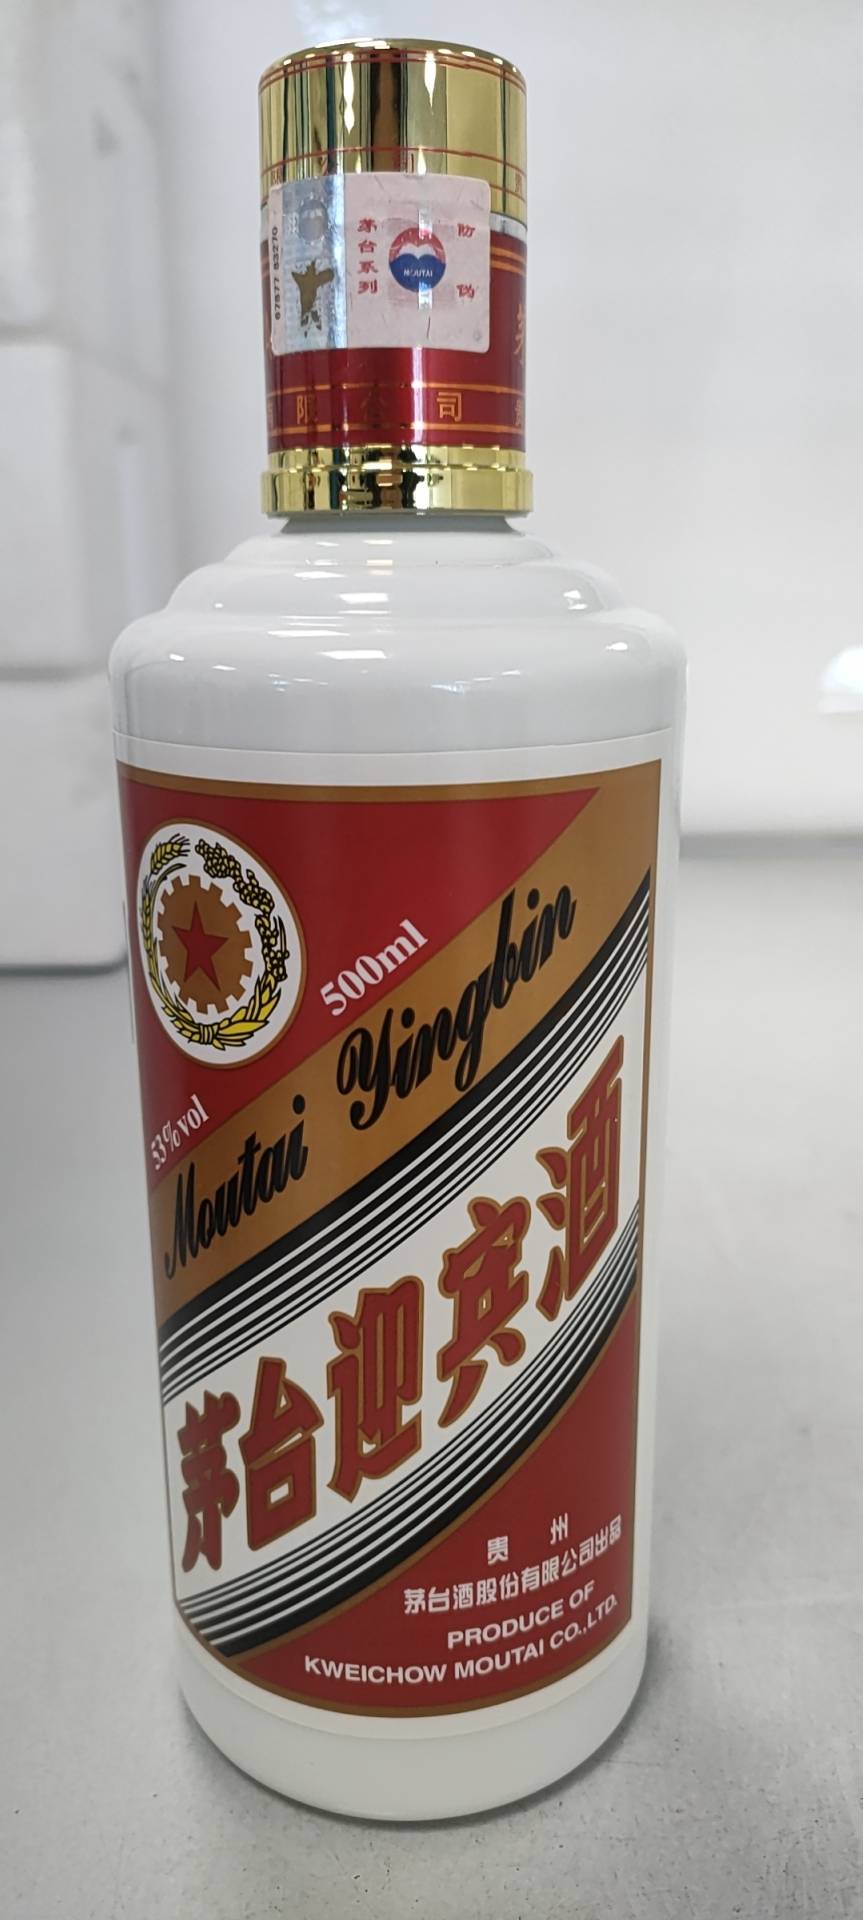 67877 83270
茅台系列
MOUTAI
防伪
限公司
500ml
53%vol
Moutai Yingbin
茅台迎宾酒
贵州
茅台酒股份有限公司出品
PRODUCE OF
KWEICHOW MOUTAI CO.,LTD.